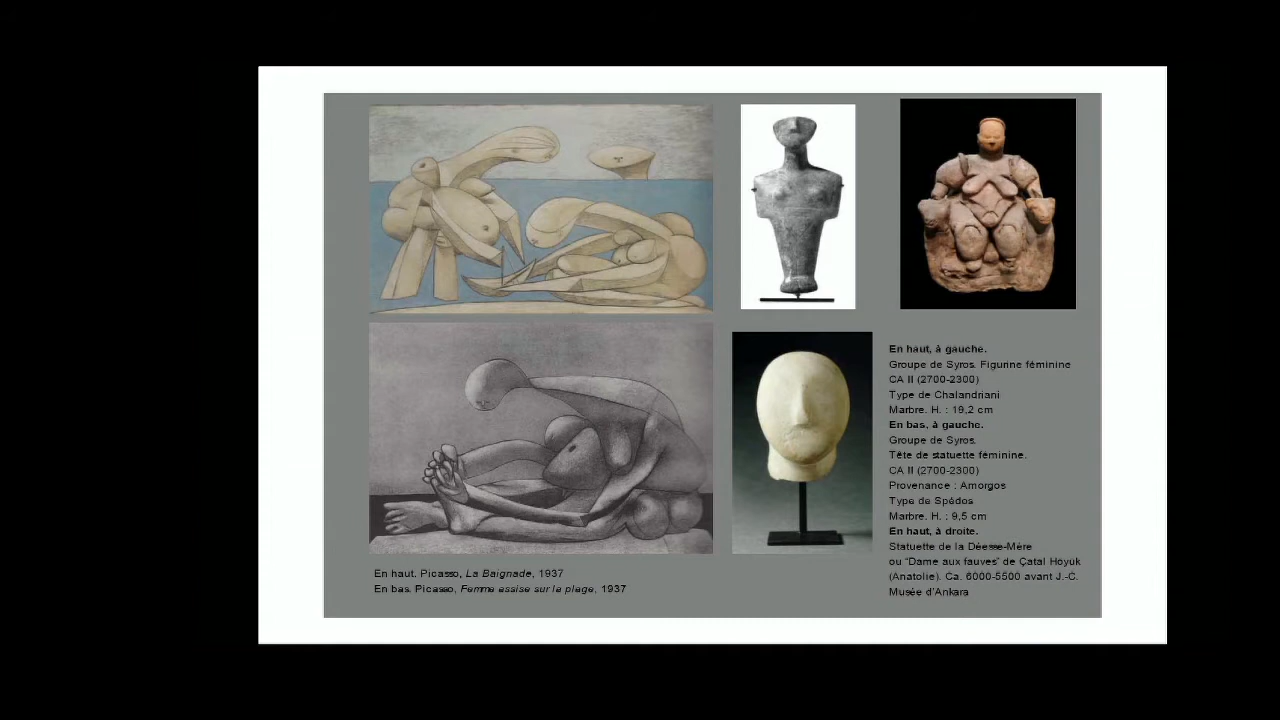 En haut. Picasso, La Baignade, 1937
En bas. Picasso, Femme assise sur la plage, 1937
En haut, à gauche.
Groupe de Syros. Figurine féminine
CA II (2700-2300)
Type de Chalandriani
Marbre. H. : 19,2 cm
En bas, à gauche.
Groupe de Syros.
Tête de statuette féminine.
CA II (2700-2300)
Provenance : Amorgos
Type de Spédos
Marbre. H. : 9,5 cm
En haut, à droite.
Statuette de la Déesse-Mère
ou “Dame aux fauves” de Çatal Höyük
(Anatolie). Ca. 6000-5500 avant J.-C.
Musée d'Ankara